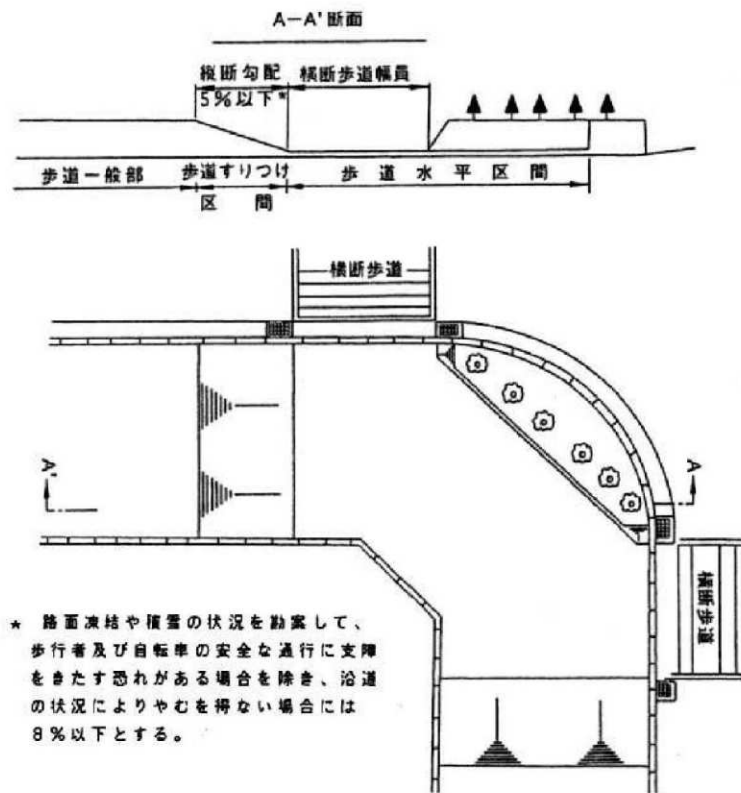 A－A'断面
縦断勾配 横断歩道幅員
5％以下*
歩道一般部 歩道すりつけ 歩道水平区間
区間
横断歩道
A'
A
横断歩道
* 路面凍結や積雪の状況を勘案して、
歩行者及び自転車の安全な通行に支障
をきたす恐れがある場合を除き、沿道
の状況によりやむを得ない場合には
8％以下とする。